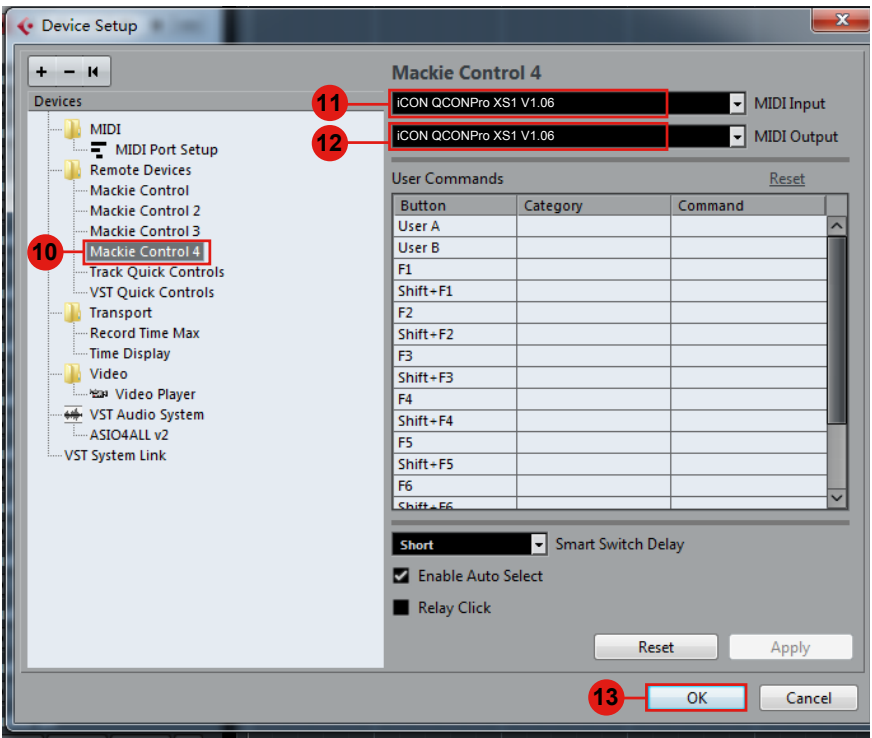 Device Setup
Mackie Control 4
Devices
11
iCON QCONPro XS1 V1.06
MIDI Input
12
iCON QCONPro XS1 V1.06
MIDI Output
MIDI
MIDI Port Setup
Remote Devices
Mackie Control
Mackie Control 2
Mackie Control 3
10
Mackie Control 4
Track Quick Controls
VST Quick Controls
Transport
Record Time Max
Time Display
Video
Video Player
VST Audio System
ASIO4ALL v2
VST System Link
User Commands Reset
Button Category Command
User A
User B
F1
Shift+F1
F2
Shift+F2
F3
Shift+F3
F4
Shift+F4
F5
Shift+F5
F6
Shift+F6
Short Smart Switch Delay
Enable Auto Select
Relay Click
Reset Apply
13
OK Cancel